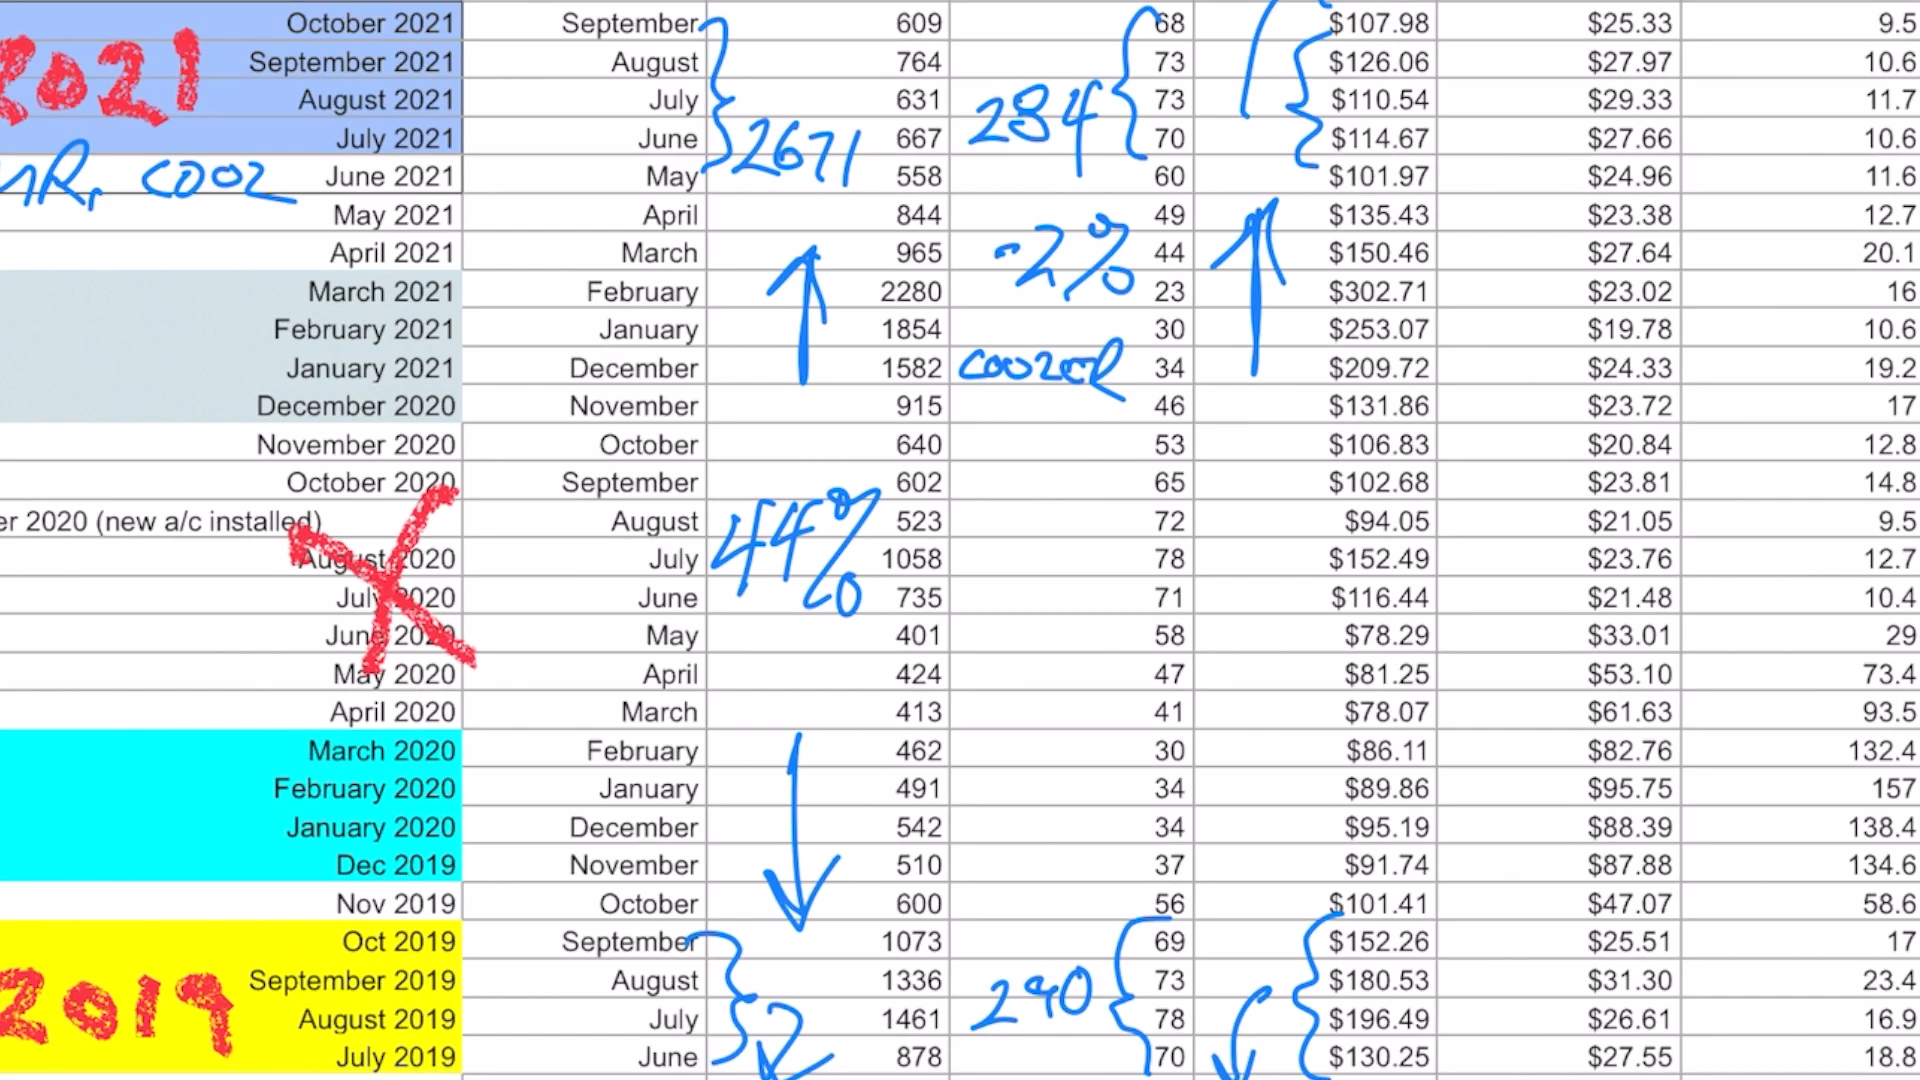 October 2021 September 609 68 $107.98 $25.33 9.5
2021 September 2021 August 764 73 $126.06 $27.97 10.6
August 2021 July 631 284 73 $110.54 $29.33 11.7
July 2021 June 2671 667 70 $114.67 $27.66 10.6
MR. COOL June 2021 May 558 60 $101.97 $24.96 11.6
May 2021 April 844 49 $135.43 $23.38 12.7
April 2021 March 965 -2% 44 $150.46 $27.64 20.1
March 2021 February 2280 23 $302.71 $23.02 16
February 2021 January 1854 30 $253.07 $19.78 10.6
January 2021 December 1582 COOLER 34 $209.72 $24.33 19.2
December 2020 November 915 46 $131.86 $23.72 17
November 2020 October 640 53 $106.83 $20.84 12.8
October 2020 September 602 65 $102.68 $23.81 14.8
er 2020 (new a/c installed) August 44% 523 72 $94.05 $21.05 9.5
August 2020 July 1058 78 $152.49 $23.76 12.7
July 2020 June 735 71 $116.44 $21.48 10.4
June 2020 May 401 58 $78.29 $33.01 29
May 2020 April 424 47 $81.25 $53.10 73.4
April 2020 March 413 41 $78.07 $61.63 93.5
March 2020 February 462 30 $86.11 $82.76 132.4
February 2020 January 491 34 $89.86 $95.75 157
January 2020 December 542 34 $95.19 $88.39 138.4
Dec 2019 November 510 37 $91.74 $87.88 134.6
Nov 2019 October 600 56 $101.41 $47.07 58.6
Oct 2019 September 1073 69 $152.26 $25.51 17
2019 September 2019 August 1336 290 73 $180.53 $31.30 23.4
August 2019 July 1461 78 $196.49 $26.61 16.9
July 2019 June 878 70 $130.25 $27.55 18.8